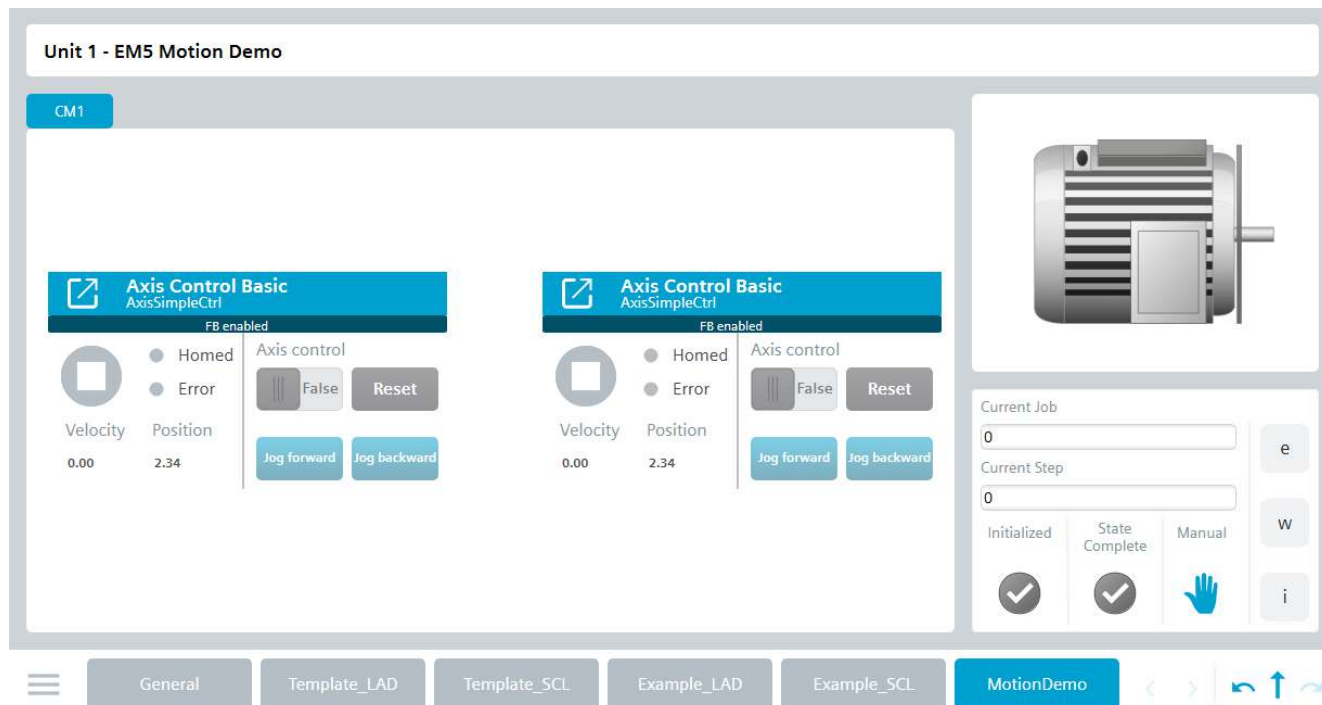 Unit 1 - EM5 Motion Demo
CM1
Axis Control Basic
AxisSimpleCtrl
FB enabled
Homed
Error
Axis control
False
Reset
Velocity
Position
0.00
2.34
Jog forward
Jog backward
Axis Control Basic
AxisSimpleCtrl
FB enabled
Homed
Error
Axis control
False
Reset
Velocity
Position
0.00
2.34
Jog forward
Jog backward
Current Job
0
Current Step
0
Initialized
State
Complete
Manual
e
w
i
General
Template_LAD
Template_SCL
Example_LAD
Example_SCL
MotionDemo